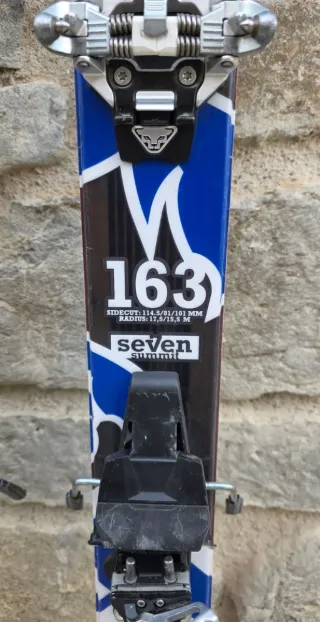 163
SIDECUT: 114.5/81/101 MM
RADIUS: 17,5/15,5 M
seven
summit